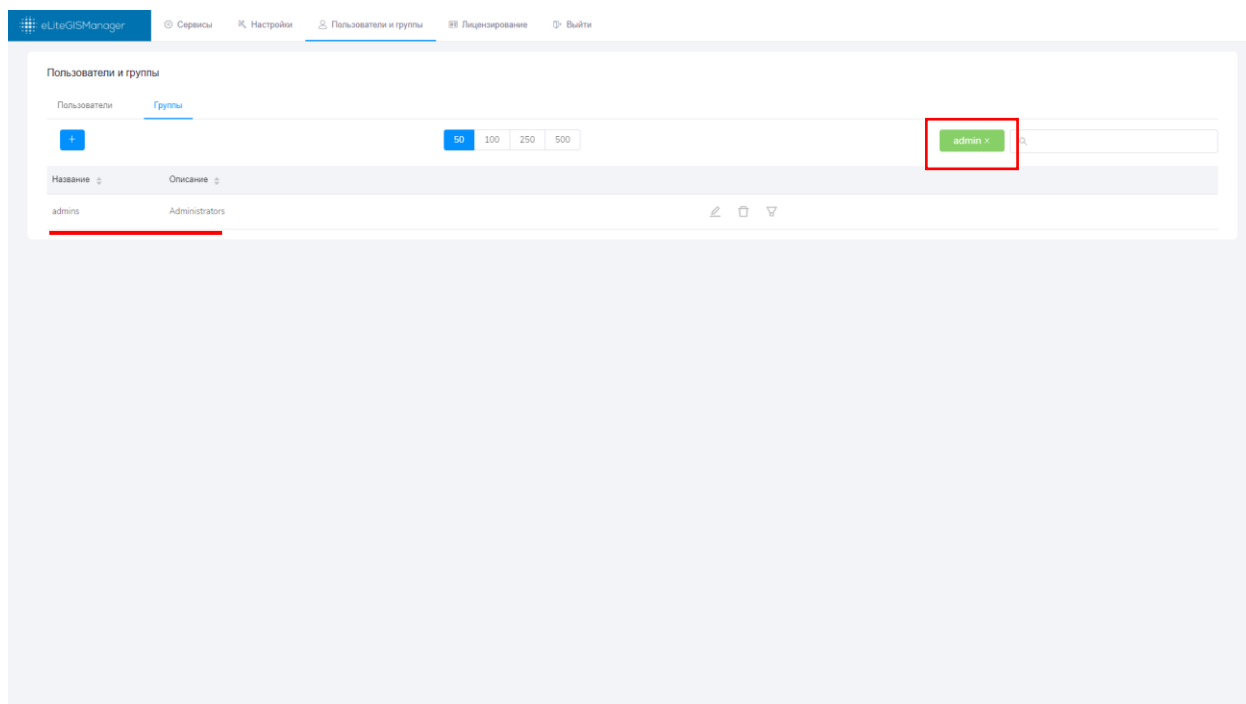 eLiteGISManager Сервисы Настройки Пользователи и группы Лицензирование Выйти
Пользователи и группы
Пользователи Группы
+ 50 100 250 500 admin ×
Название Описание
admins Administrators